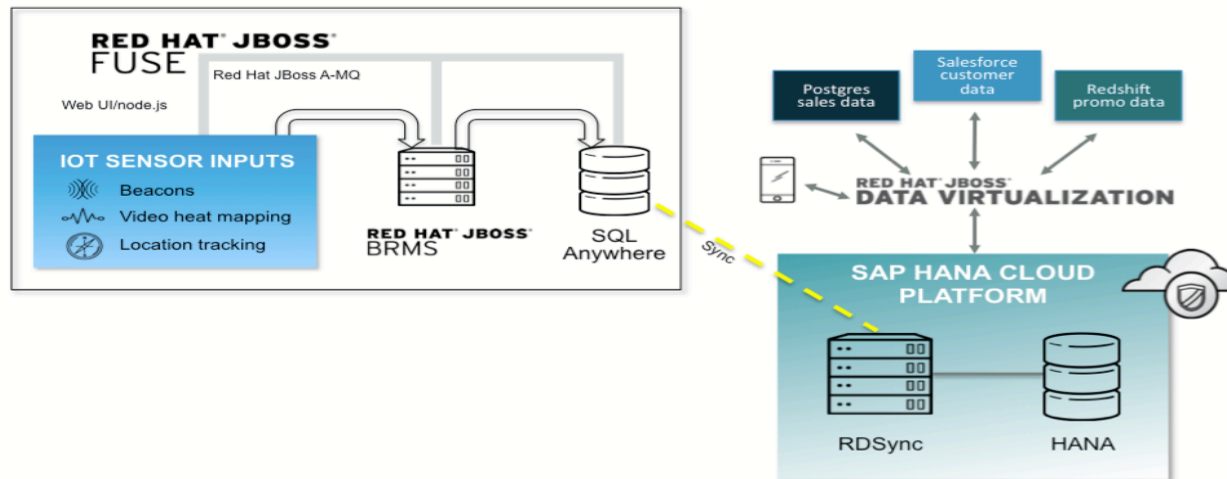 RED HAT® JBOSS®
FUSE
Red Hat JBoss A-MQ
Web UI/node.js
IOT SENSOR INPUTS
Beacons
Video heat mapping
Location tracking
RED HAT® JBOSS®
BRMS
SQL
Anywhere
Sync
Postgres
sales data
Salesforce
customer
data
Redshift
promo data
RED HAT® JBOSS®
DATA VIRTUALIZATION
SAP HANA CLOUD
PLATFORM
RDSync
HANA